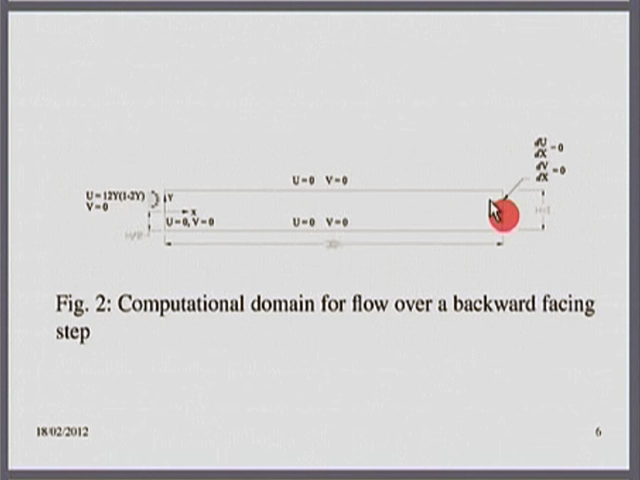 dU
dX =0
dV
dX =0
U=0 V=0
U=12Y(1-2Y)
V=0
Y
X
U=0, V=0
U=0 V=0
Fig. 2: Computational domain for flow over a backward facing
step
18/02/2012
6